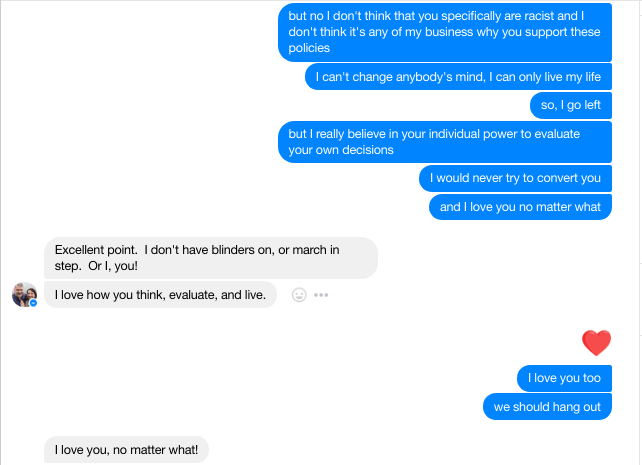 but no I don't think that you specifically are racist and I
don't think it's any of my business why you support these
policies
I can't change anybody's mind, I can only live my life
so, I go left
but I really believe in your individual power to evaluate
your own decisions
I would never try to convert you
and I love you no matter what
Excellent point.  I don't have blinders on, or march in
step.  Or I, you!
I love how you think, evaluate, and live.
I love you too
we should hang out
I love you, no matter what!